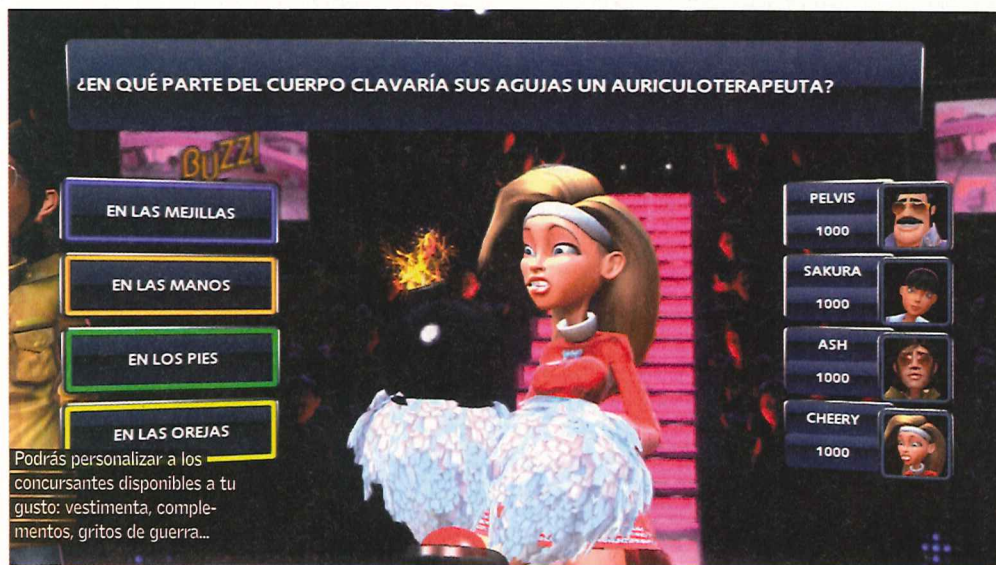 ¿EN QUÉ PARTE DEL CUERPO CLAVARÍA SUS AGUJAS UN AURICULOTERAPEUTA?
BUZZ!
EN LAS MEJILLAS
EN LAS MANOS
EN LOS PIES
EN LAS OREJAS
PELVIS
1000
SAKURA
1000
ASH
1000
CHEERY
1000
Podrás personalizar a los
concursantes disponibles a tu
gusto: vestimenta, comple-
mentos, gritos de guerra...